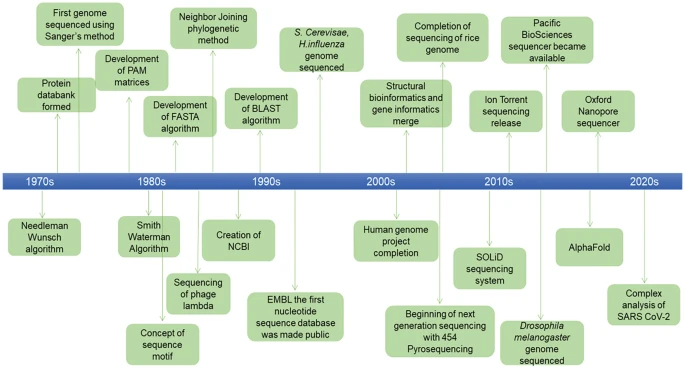 First genome
sequenced using
Sanger's method
Protein
databank
formed
Development
of PAM
matrices
Neighbor Joining
phylogenetic
method
Development
of FASTA
algorithm
Development of
BLAST
algorithm
S. Cerevisae,
H.influenza
genome
sequenced
Completion of
sequencing of rice
genome
Structural
bioinformatics and
gene informatics
merge
Pacific
BioSciences
sequencer became
available
Ion Torrent
sequencing
release
Oxford
Nanopore
sequencer
1970s
1980s
1990s
2000s
2010s
2020s
Needleman
Wunsch
algorithm
Smith
Waterman
Algorithm
Concept of
sequence
motif
Sequencing
of phage
lambda
Creation of
NCBI
EMBL the first
nucleotide
sequence database
was made public
Human genome
project
completion
Beginning of next
generation sequencing
with 454
Pyrosequencing
SOLiD
sequencing
system
Drosophila
melanogaster
genome
sequenced
AlphaFold
Complex
analysis of
SARS CoV-2